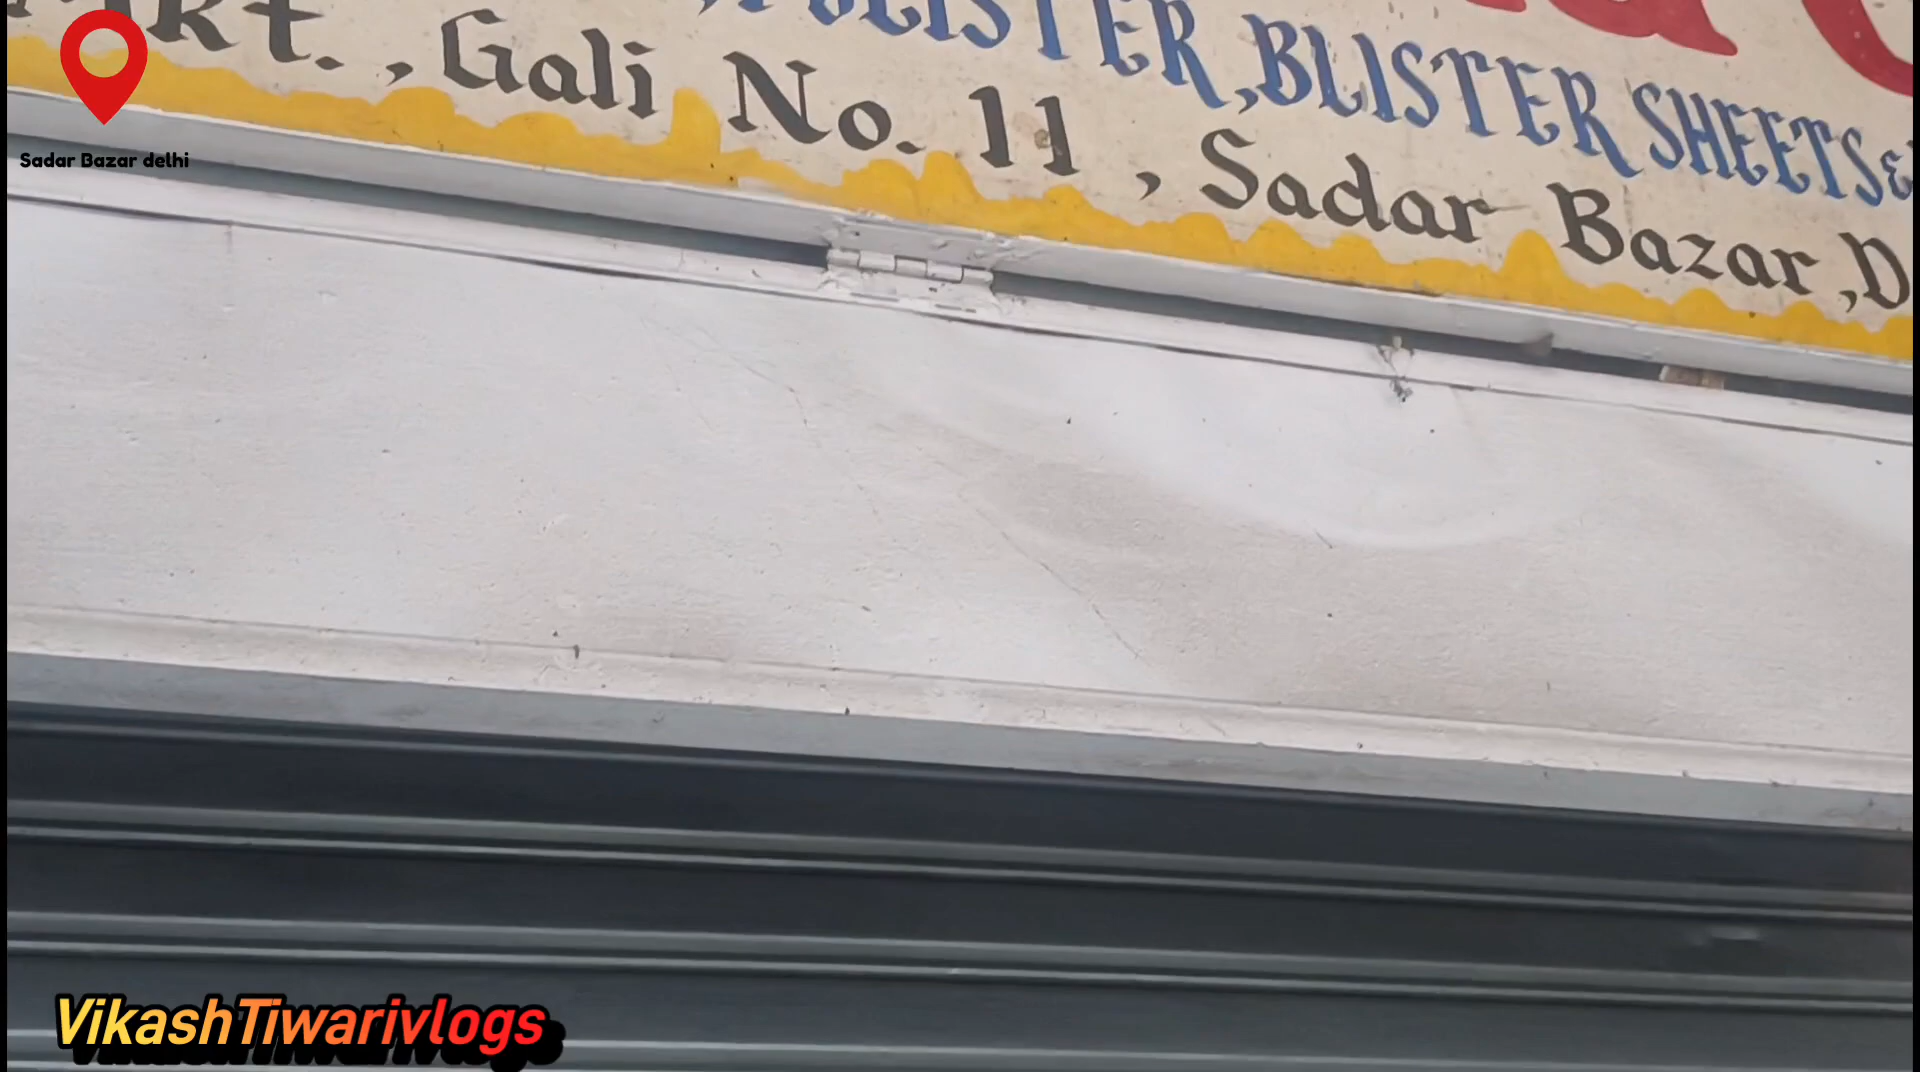 BLISTER,BLISTER SHEETS&
Mkt.,Gali No. 11 , Sadar Bazar,D
Sadar Bazar delhi
VikashTiwarivlogs